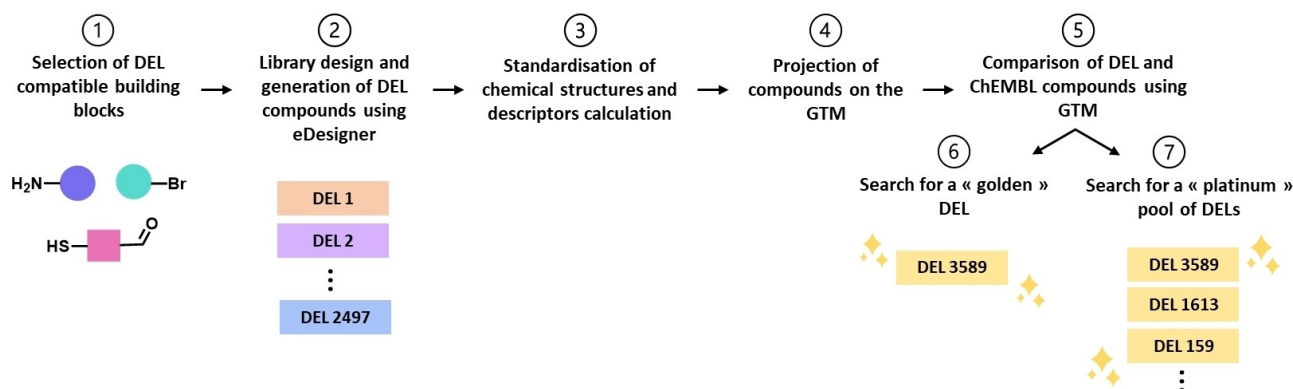 1
Selection of DEL
compatible building
blocks
2
Library design and
generation of DEL
compounds using
eDesigner
3
Standardisation of
chemical structures and
descriptors calculation
4
Projection of
compounds on the
GTM
5
Comparison of DEL and
ChEMBL compounds using
GTM
H₂N
Br
HS
O
DEL 1
DEL 2
DEL 2497
6
Search for a « golden »
DEL
DEL 3589
7
Search for a « platinum »
pool of DELs
DEL 3589
DEL 1613
DEL 159